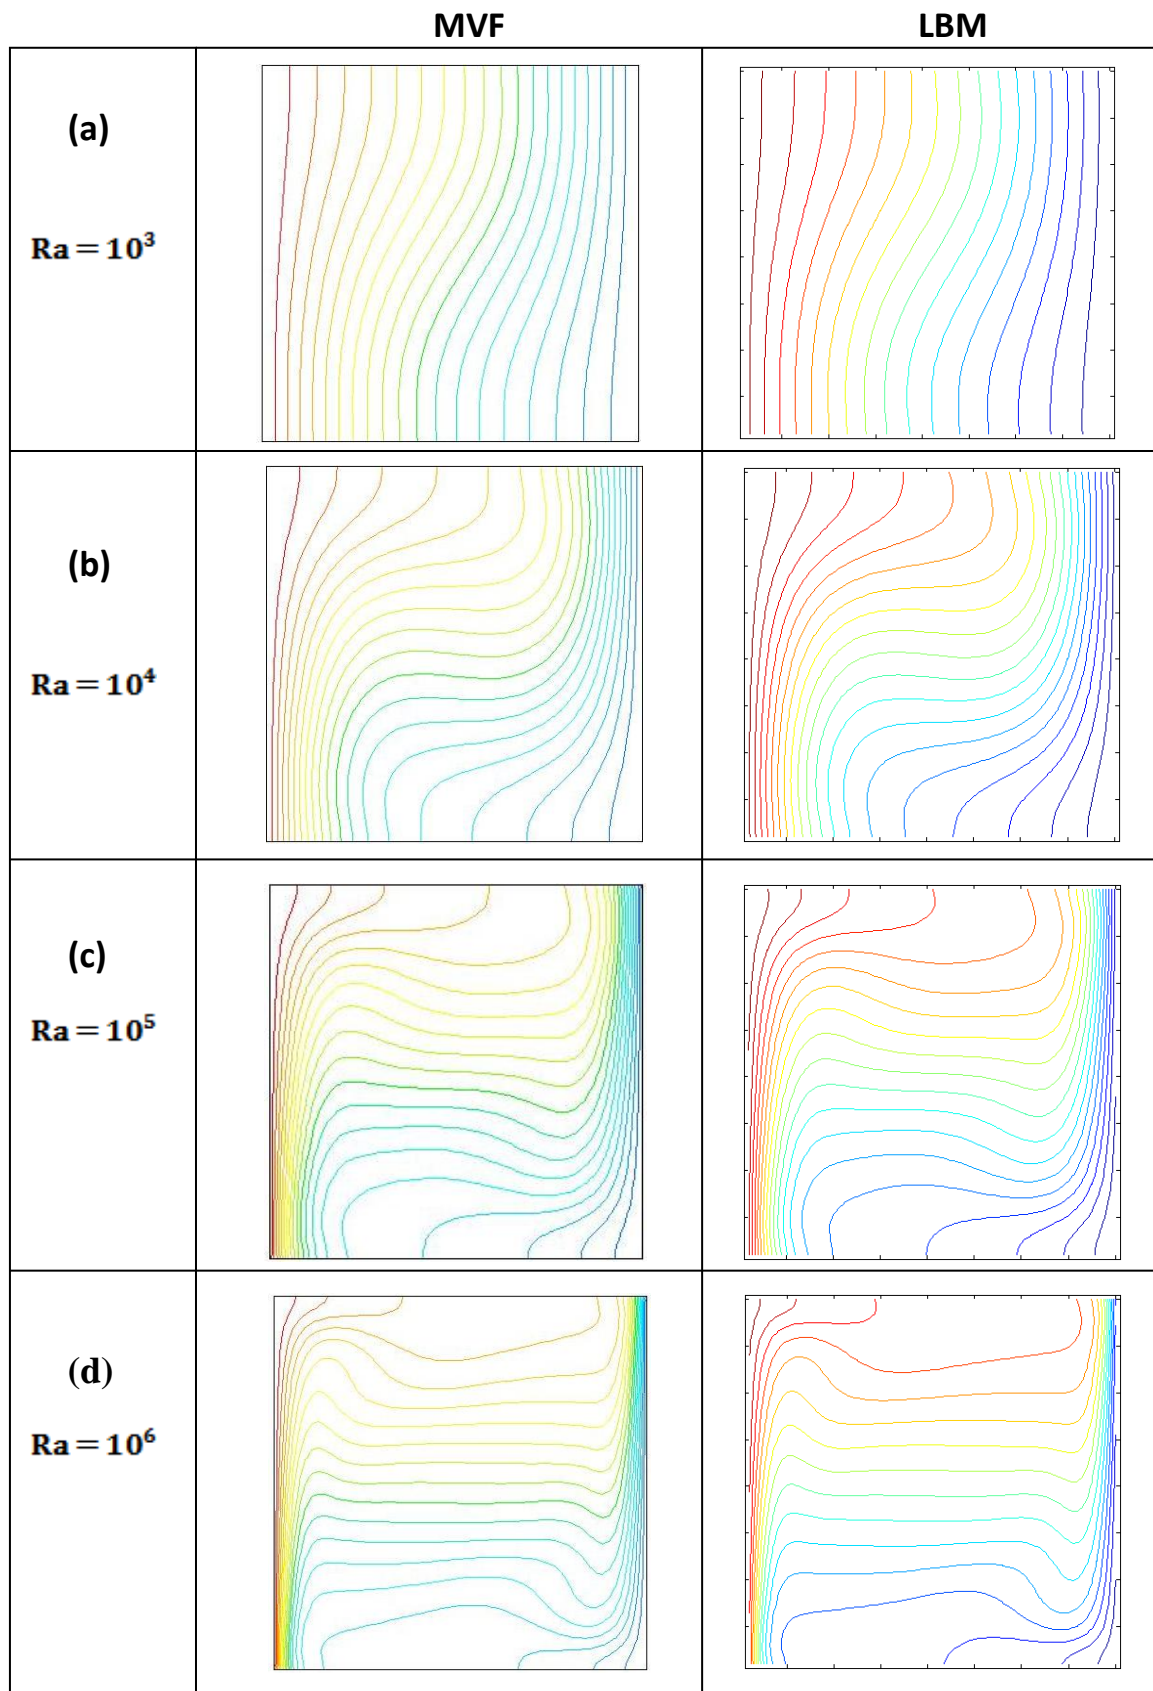 MVF LBM
(a)
Ra = 10³
(b)
Ra = 10⁴
(c)
Ra = 10⁵
(d)
Ra = 10⁶